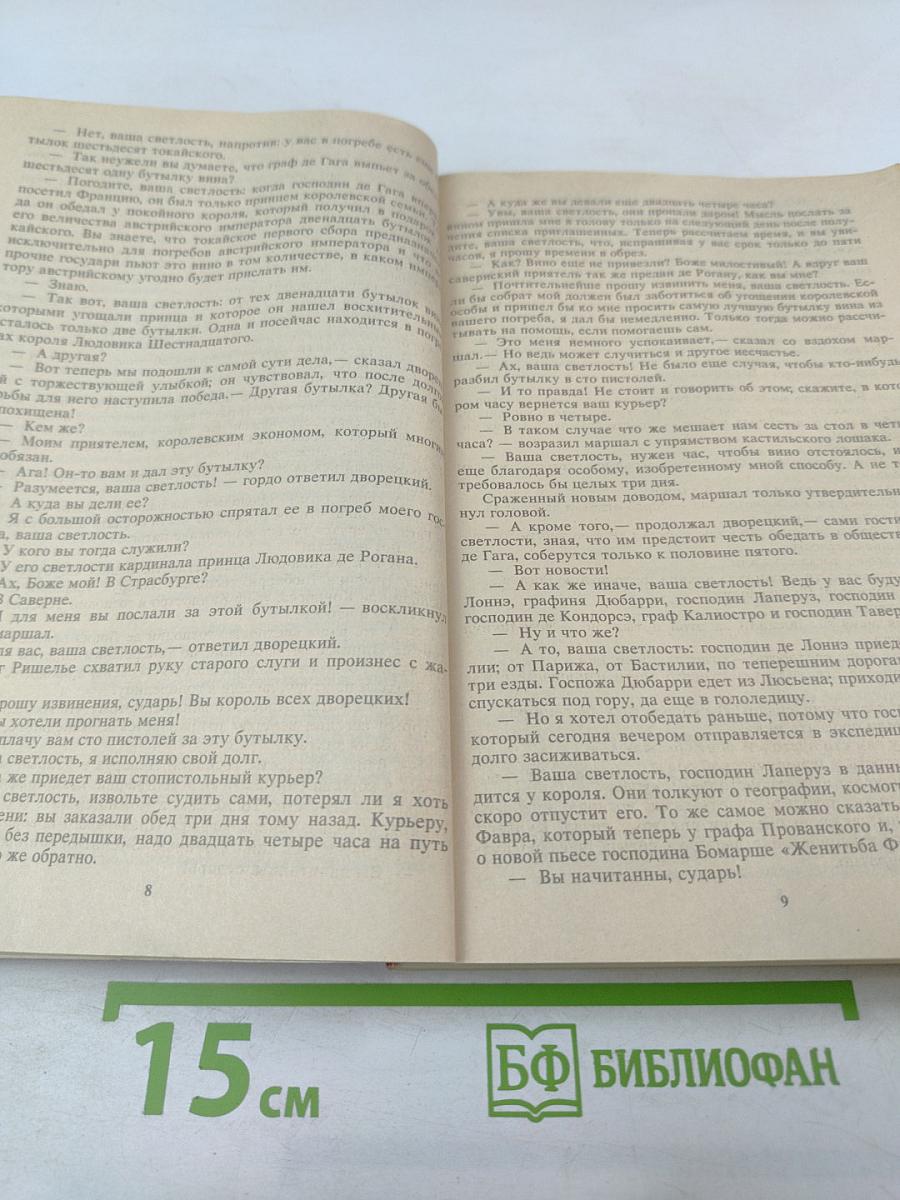 — Нет, ваша светлость, напротив: у вас в погребе есть еще
тылок шестьдесят токайского.
— Так неужели вы думаете, что граф де Гага выпьет за
шестьдесят одну бутылку вина?
— Погодите, ваша светлость: когда господин де Гага
посетил Францию, он был только принцем королевской семьи;
да он обедал у покойного короля, который получил в подарок
его величества австрийского императора двенадцать бутылок
кайского. Вы знаете, что токайское первого сбора
исключительно для погребов австрийского императора и что
прочие государи пьют это вино в том количестве, в каком
тору австрийскому угодно будет прислать им.
— Знаю.
— Так вот, ваша светлость: от тех двенадцати бутылок
которыми угощали принца и которое он нашел восхитительным
сталось только две бутылки. Одна и посейчас находится в
ах короля Людовика Шестнадцатого.
— А другая?
— Вот теперь мы подошли к самой сути дела,— сказал
й с торжествующей улыбкой; он чувствовал, что после
рьбы для него наступила победа.— Другая бутылка? Другая
похищена!
— Кем же?
— Моим приятелем, королевским экономом, который
обязан.
— Ага! Он-то вам и дал эту бутылку?
Разумеется, ваша светлость! — гордо ответил дворецкий.
А куда вы дели ее?
Я с большой осторожностью спрятал ее в погреб моего гос
а, ваша светлость.
У кого вы тогда служили?
У его светлости кардинала принца Людовика де Рогана.
Ах, Боже мой! В Страсбурге?
В Саверне.
для меня вы послали за этой бутылкой! — воскликнул
маршал.
ля вас, ваша светлость,— ответил дворецкий.
г Ришелье схватил руку старого слуги и произнес с жа-
рошу извинения, сударь! Вы король всех дворецких!
ы хотели прогнать меня!
плачу вам сто пистолей за эту бутылку.
светлость, я исполняю свой долг.
же приедет ваш стопистольный курьер?
светлость, извольте судить сами, потерял ли я хоть
ени: вы заказали обед три дня тому назад. Курьеру,
без передышки, надо двадцать четыре часа на путь
о же обратно.
8
— А куда же вы девали еще двадцать четыре часа?
— Увы, ваша светлость, они пропали даром! Мысль послать за
вином пришла мне в голову только на следующий день после полу-
чения списка приглашенных. Теперь рассчитаем время, и вы уви-
дите, ваша светлость, что, испрашивая у вас срок только до пяти
часов, я прошу времени в обрез.
— Как? Вино еще не привезли? Боже милостивый! А вдруг ваш
савернский приятель так же предан де Рогану, как вы мне?
— Почтительнейше прошу извинить меня, ваша светлость. Ес-
ли бы собрат мой должен был заботиться об угощении королевской
особы и пришел бы ко мне просить самую лучшую бутылку вина из
вашего погреба, я дал бы немедленно. Только тогда можно рассчи-
тывать на помощь, если помогаешь сам.
— Это меня немного успокаивает,— сказал со вздохом мар-
шал.— Но ведь может случиться и другое несчастье.
— Ах, ваша светлость! Не было еще случая, чтобы кто-нибудь
разбил бутылку в сто пистолей.
— И то правда! Не стоит и говорить об этом; скажите, в кото
ром часу вернется ваш курьер?
— Ровно в четыре.
— В таком случае что же мешает нам сесть за стол в четы
часа? — возразил маршал с упрямством кастильского лошака.
— Ваша светлость, нужен час, чтобы вино отстоялось, и
еще благодаря особому, изобретенному мной способу. А не т
требовалось бы целых три дня.
Сраженный новым доводом, маршал только утвердительн
нул головой.
— А кроме того,— продолжал дворецкий,— сами гости
светлости, зная, что им предстоит честь обедать в обществ
де Гага, соберутся только к половине пятого.
— Вот новости!
— А как же иначе, ваша светлость! Ведь у вас буду
Лоннэ, графиня Дюбарри, господин Лаперуз, господин
господин де Кондорсэ, граф Калиостро и господин Тавер
— Ну и что же?
— А то, ваша светлость: господин де Лоннэ приеде
лии; от Парижа, от Бастилии, по теперешним дорогам
три езды. Госпожа Дюбарри едет из Люсьена; приходи
спускаться под гору, да еще в гололедицу.
— Но я хотел отобедать раньше, потому что госп
который сегодня вечером отправляется в экспедиц
долго засиживаться.
— Ваша светлость, господин Лаперуз в данны
дится у короля. Они толкуют о географии, космог
скоро отпустит его. То же самое можно сказать
Фавра, который теперь у графа Прованского и,
о новой пьесе господина Бомарше «Женитьба Ф
— Вы начитанны, сударь!
9
15 см
БФ БИБЛИОФАН